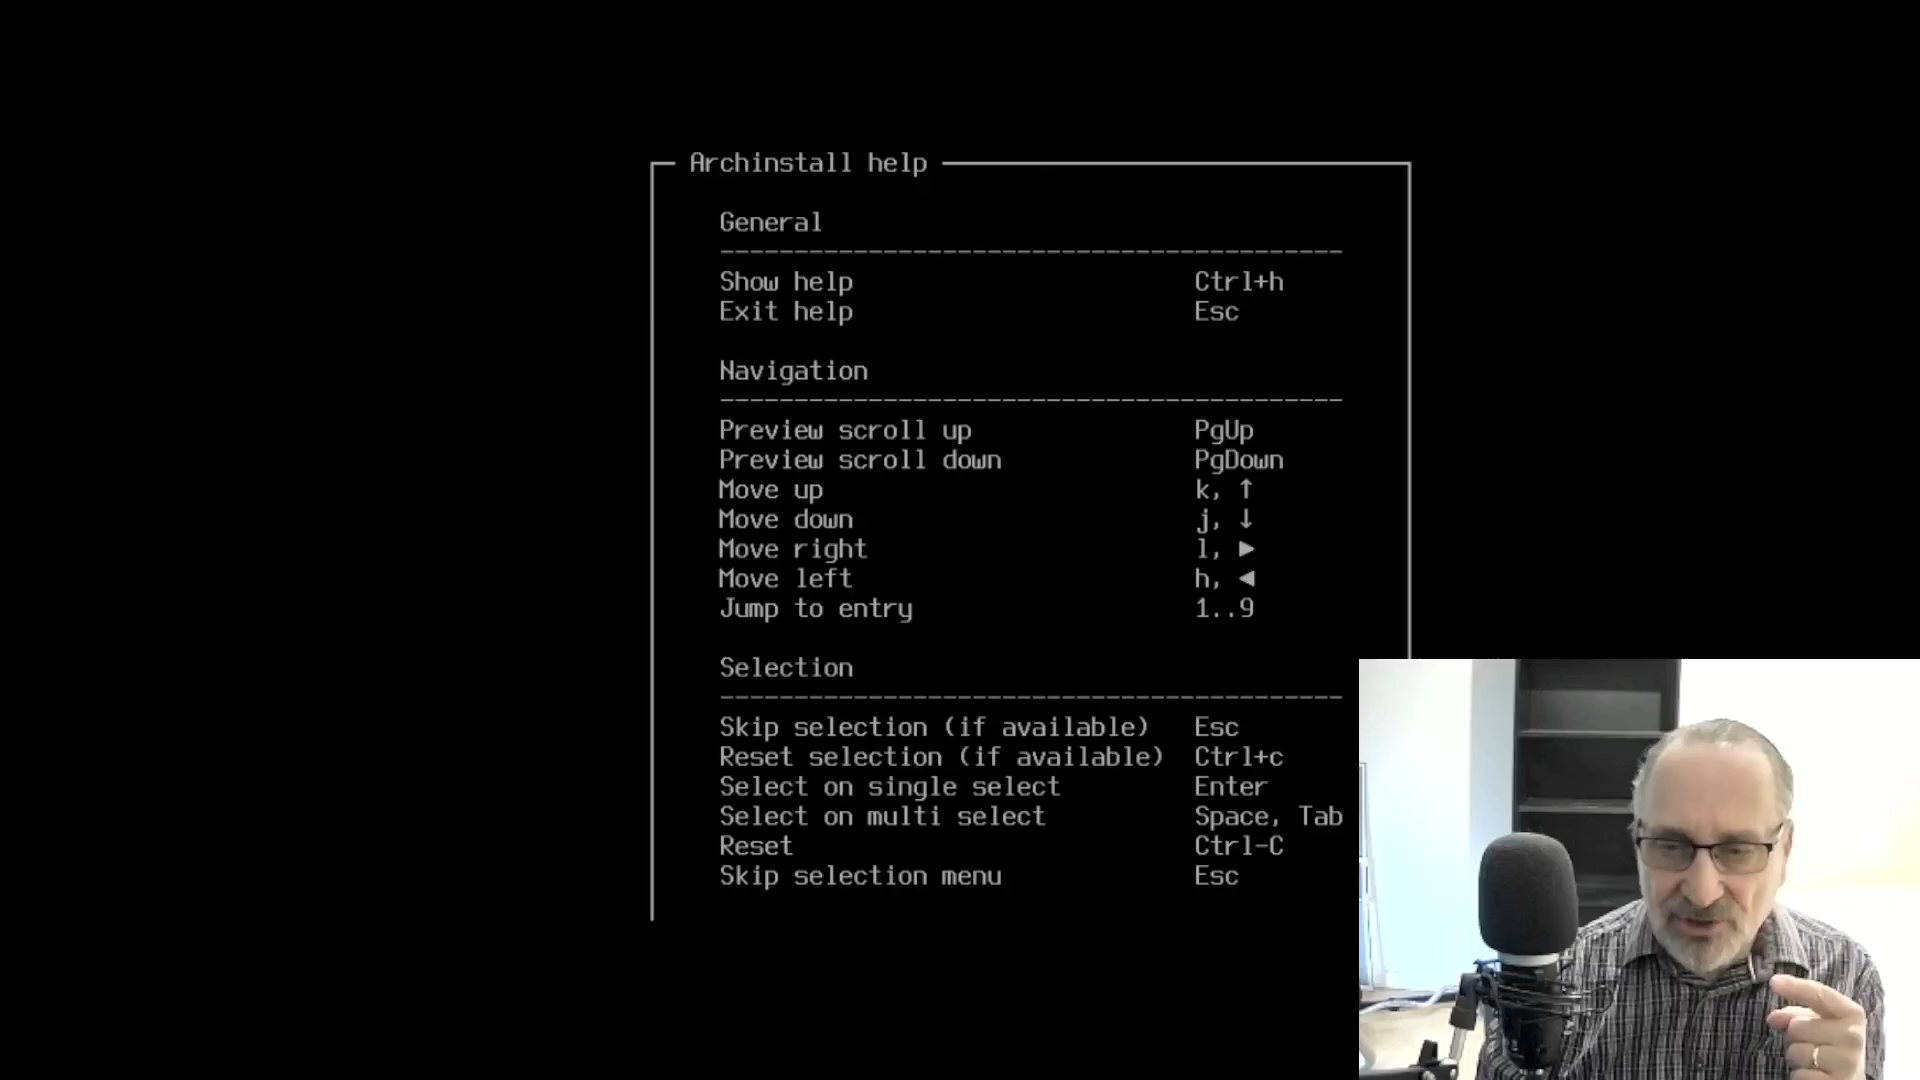 Archinstall help
General
------------------------------------------
Show help Ctrl+h
Exit help Esc
Navigation
------------------------------------------
Preview scroll up PgUp
Preview scroll down PgDown
Move up k, ↑
Move down j, ↓
Move right l, ►
Move left h, ◄
Jump to entry 1..9
Selection
------------------------------------------
Skip selection (if available) Esc
Reset selection (if available) Ctrl+c
Select on single select Enter
Select on multi select Space, Tab
Reset Ctrl-C
Skip selection menu Esc